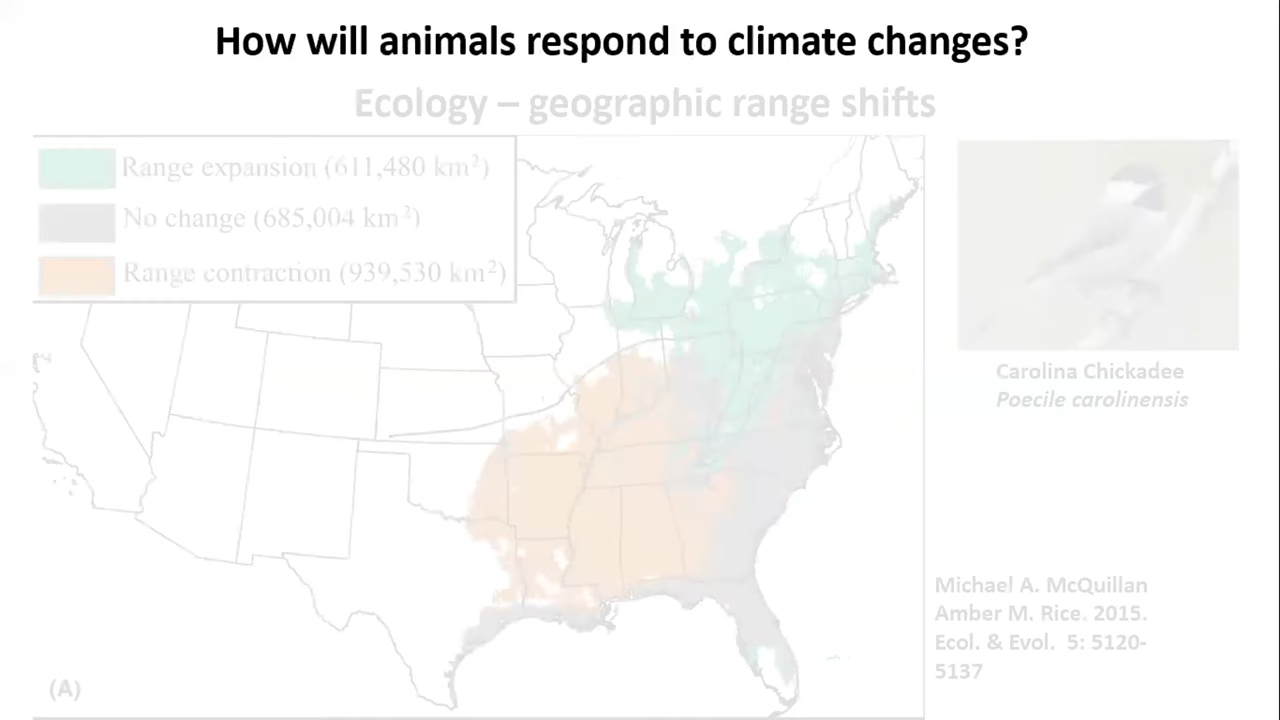 How will animals respond to climate changes?
Ecology – geographic range shifts
Range expansion (611,480 km²)
No change (685,004 km²)
Range contraction (939,530 km²)
Carolina Chickadee
Poecile carolinensis
Michael A. McQuillan
Amber M. Rice. 2015.
Ecol. & Evol. 5: 5120-
5137
(A)